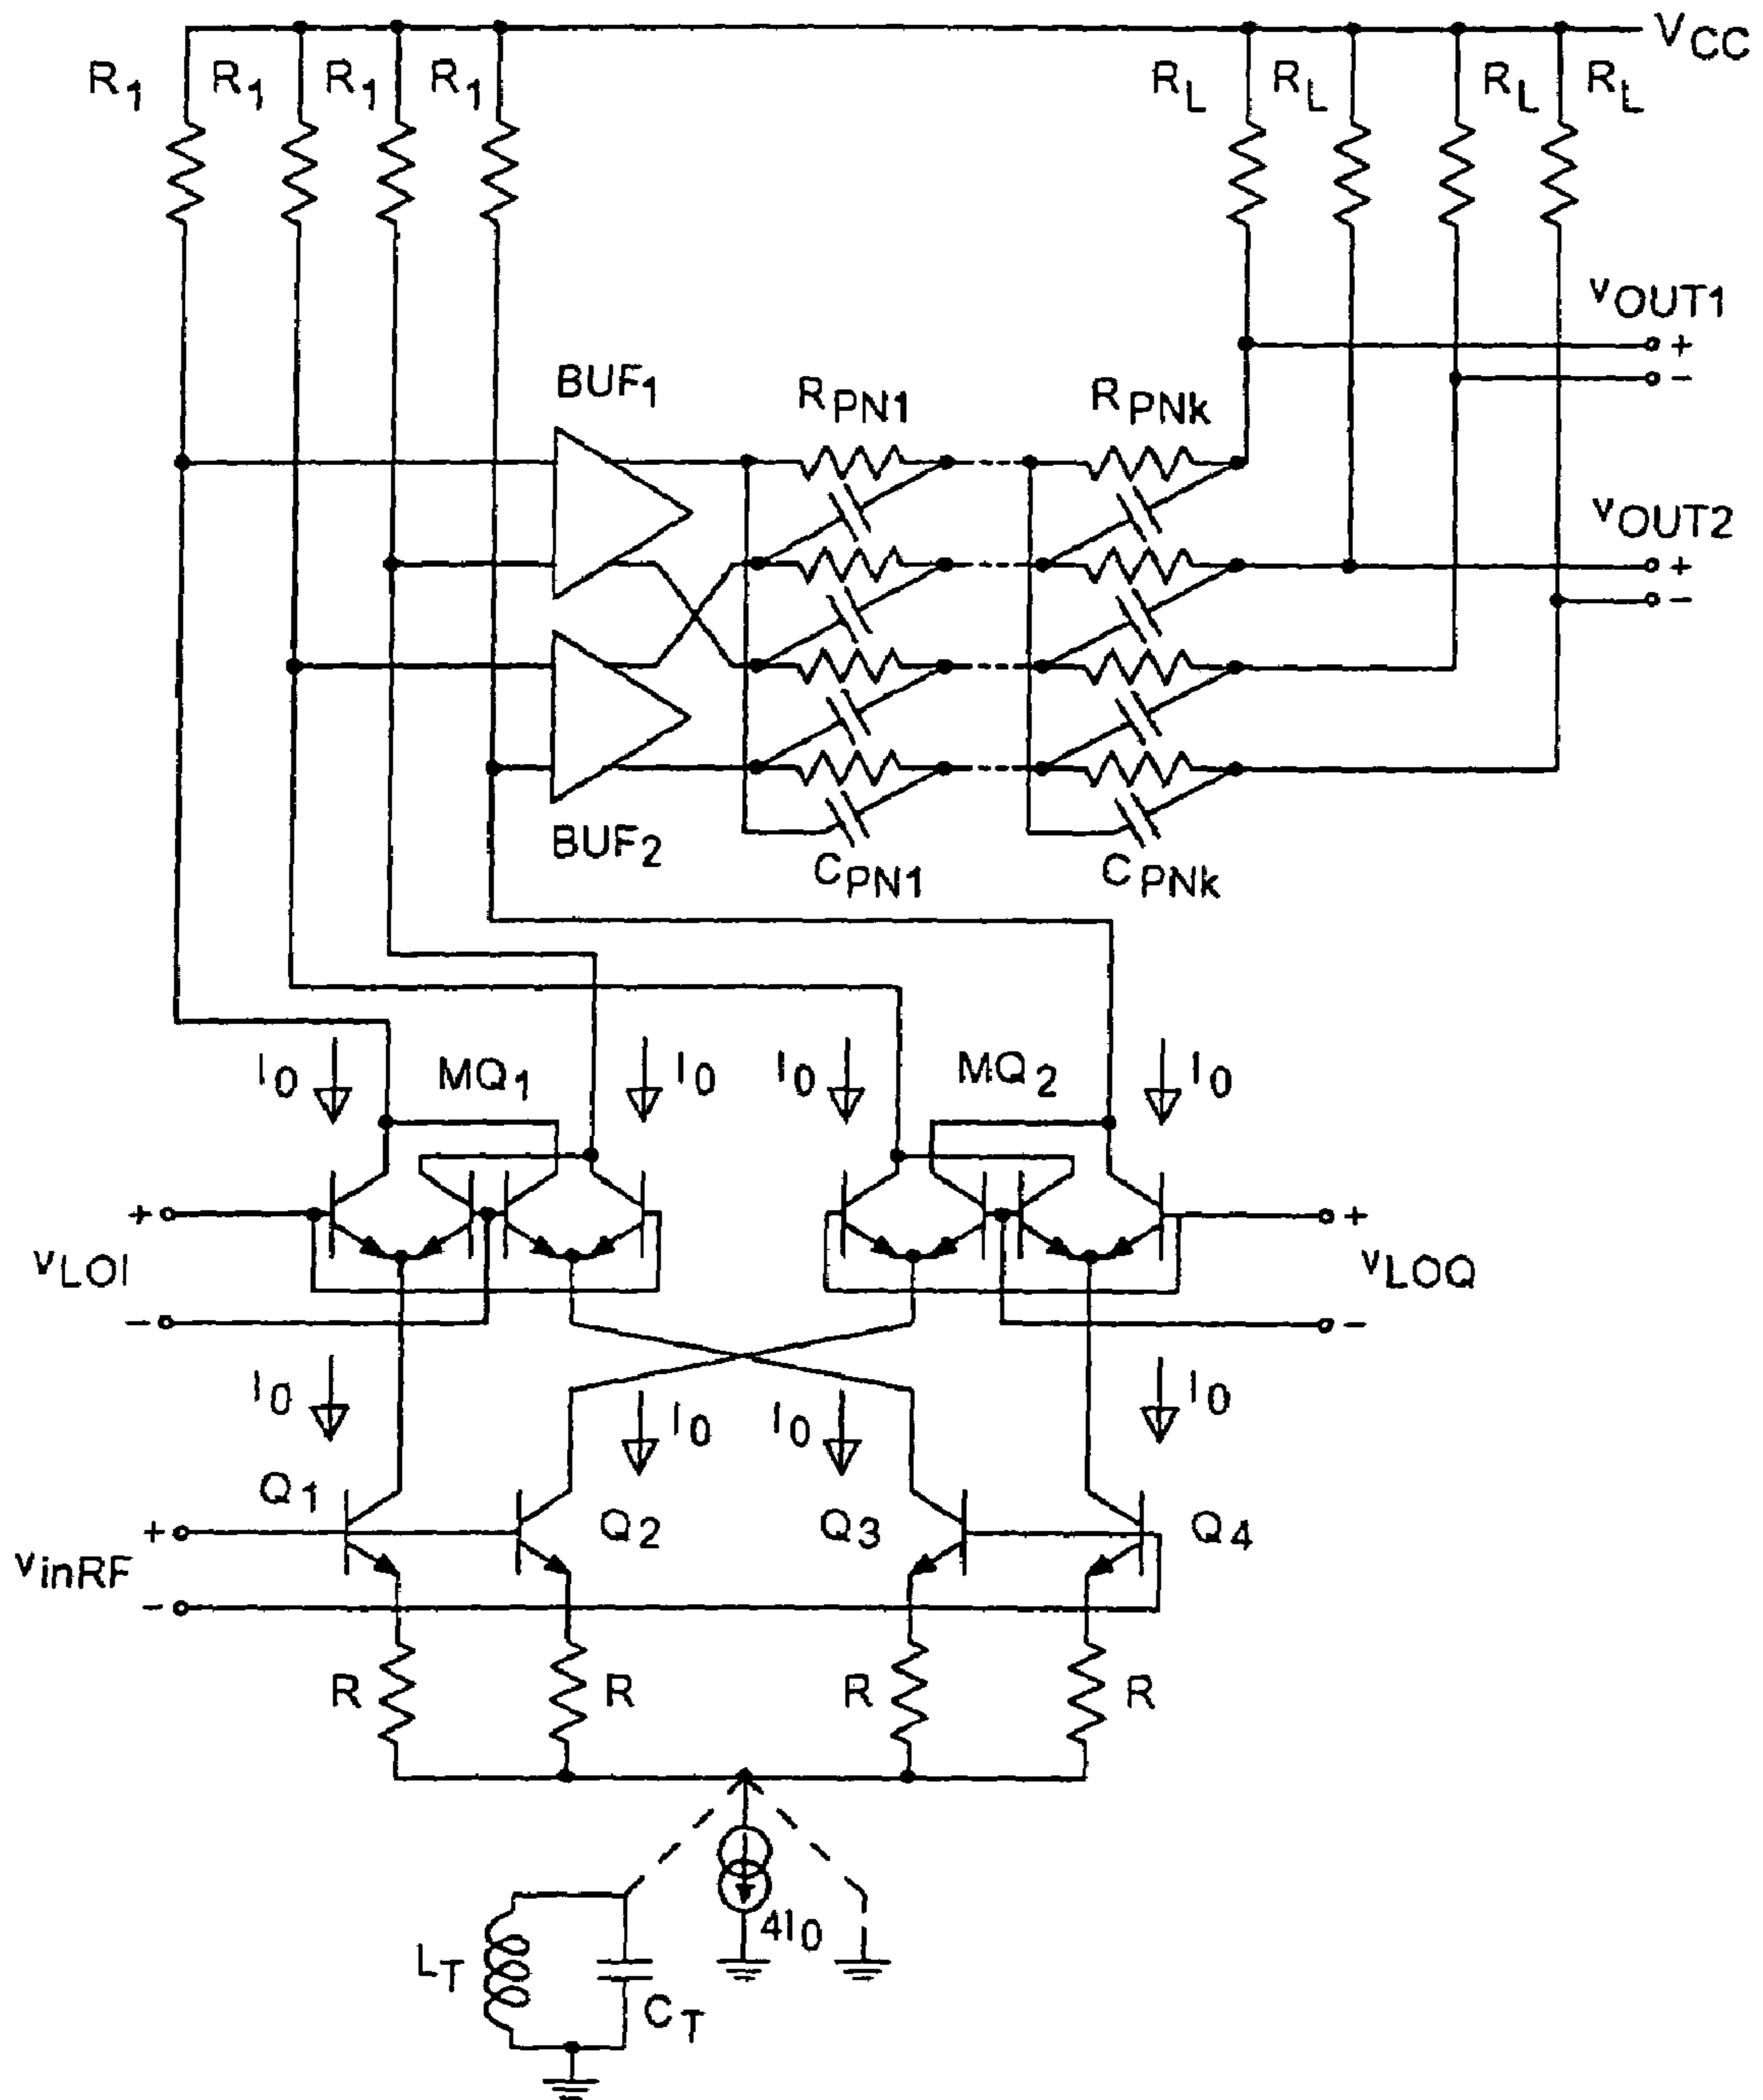 R1 R1 R1 R1 RL RL RL RL VCC
vOUT1
+
−
BUF1 RPN1 RPNk
vOUT2
+
−
BUF2 CPN1 CPNk
I0 MQ1 I0 I0 MQ2 I0
+ +
vLOI vLOQ
− −
I0 I0 I0 I0
Q1 Q2 Q3 Q4
+
vinRF
−
R R R R
4I0
LT CT